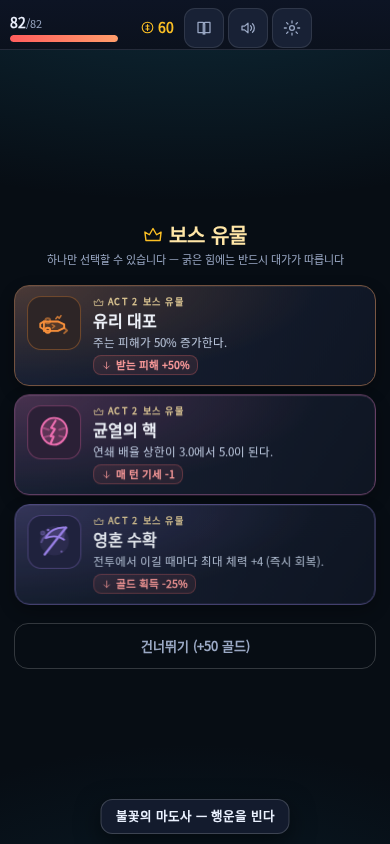 82/82
60
보스 유물
하나만 선택할 수 있습니다 — 굵은 힘에는 반드시 대가가 따릅니다
ACT 2 보스 유물
유리 대포
주는 피해가 50% 증가한다.
↓ 받는 피해 +50%
ACT 2 보스 유물
균열의 핵
연쇄 배율 상한이 3.0에서 5.0이 된다.
↓ 매 턴 기세 -1
ACT 2 보스 유물
영혼 수확
전투에서 이길 때마다 최대 체력 +4 (즉시 회복).
↓ 골드 획득 -25%
건너뛰기 (+50 골드)
불꽃의 마도사 — 행운을 빈다